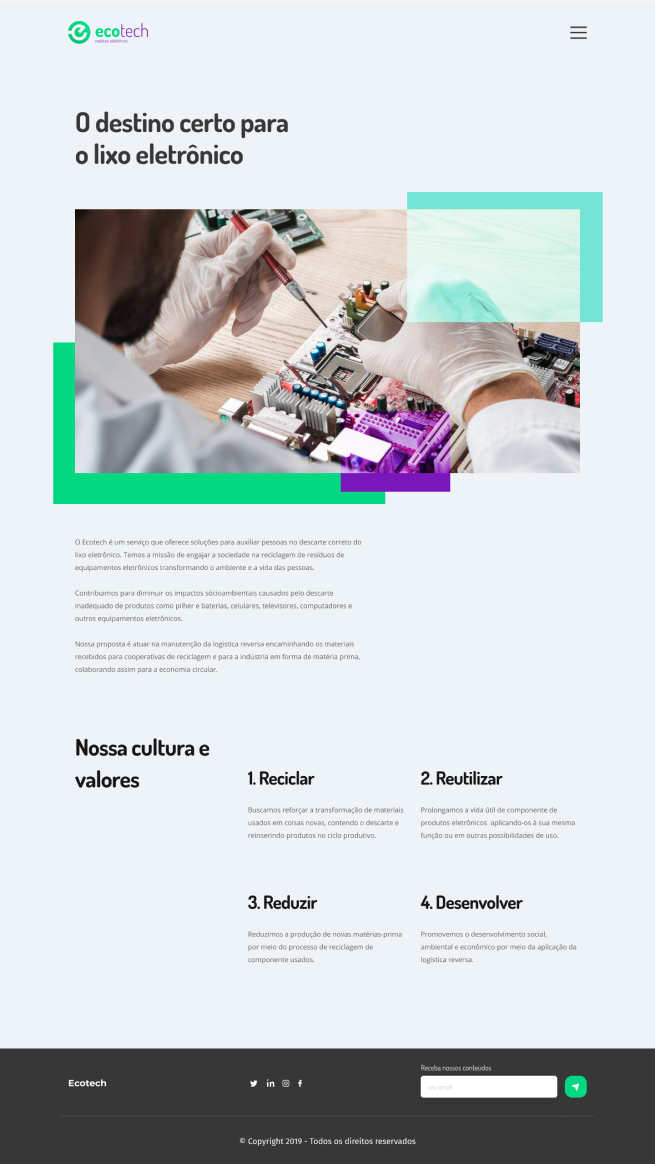 ecotech
resíduos eletrônicos
O destino certo para
o lixo eletrônico
O Ecotech é um serviço que oferece soluções para auxiliar pessoas no descarte correto do
lixo eletrônico. Temos a missão de engajar a sociedade na reciclagem de resíduos de
equipamentos eletrônicos transformando o ambiente e a vida das pessoas.
Contribuimos para diminuir os impactos sócioambientais causados pelo descarte
inadequado de produtos como pilher e baterias, celulares, televisores, computadores e
outros equipamentos eletrônicos.
Nossa proposta é atuar na manutenção da logística reversa encaminhando os materiais
recebidos para cooperativas de reciclagem e para a indústria em forma de matéria prima,
colaborando assim para a economia circular.
Nossa cultura e
valores
1. Reciclar
Buscamos reforçar a transformação de materiais
usados em coisas novas, contendo o descarte e
reinserindo produtos no ciclo produtivo.
2. Reutilizar
Prolongamos a vida útil de componente de
produtos eletrônicos aplicando-os à sua mesma
função ou em outras possibilidades de uso.
3. Reduzir
Reduzimos a produção de novas matérias-prima
por meio do processo de reciclagem de
componente usados.
4. Desenvolver
Promovemos o desenvolvimento social,
ambiental e econômico por meio da aplicação da
logística reversa.
Ecotech
Receba nossos conteúdos
seu email
© Copyright 2019 - Todos os direitos reservados